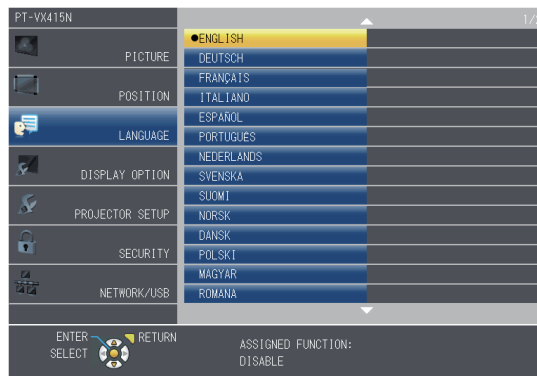 PT-VX415N
1/2
PICTURE
POSITION
LANGUAGE
DISPLAY OPTION
PROJECTOR SETUP
SECURITY
NETWORK/USB
●ENGLISH
DEUTSCH
FRANÇAIS
ITALIANO
ESPAÑOL
PORTUGUÊS
NEDERLANDS
SVENSKA
SUOMI
NORSK
DANSK
POLSKI
MAGYAR
ROMANA
ENTER
RETURN
SELECT
ASSIGNED FUNCTION:
DISABLE